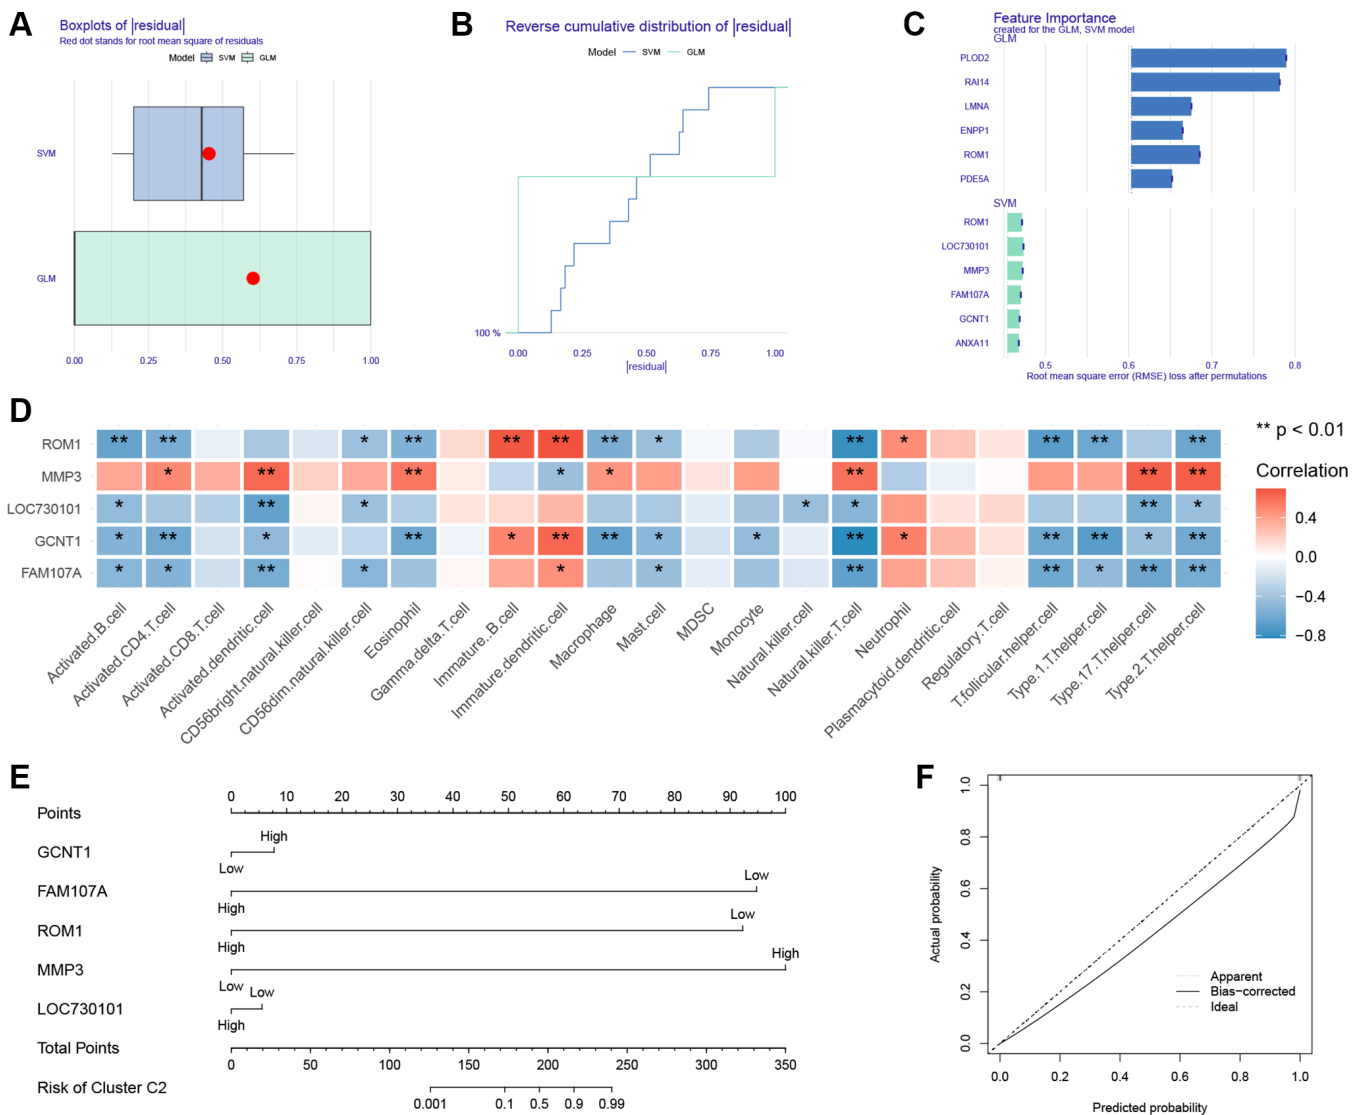 A
Boxplots of |residual|
Red dot stands for root mean square of residuals
Model SVM GLM
SVM
GLM
0.00 0.25 0.50 0.75 1.00
B
Reverse cumulative distribution of |residual|
Model SVM GLM
100 %
0.00 0.25 0.50 0.75 1.00
|residual|
C
Feature Importance
created for the GLM, SVM model
GLM
PLOD2
RAI14
LMNA
ENPP1
ROM1
PDE5A
SVM
ROM1
LOC730101
MMP3
FAM107A
GCNT1
ANXA11
0.5 0.6 0.7 0.8
Root mean square error (RMSE) loss after permutations
D
ROM1 ** ** * ** ** ** ** * ** * ** ** **
MMP3 * ** ** * * ** ** **
LOC730101 * ** * * * ** *
GCNT1 * ** * ** * ** ** * * ** * ** ** * **
FAM107A * * ** * * * ** ** * ** **
Activated.B.cell
Activated.CD4.T.cell
Activated.CD8.T.cell
Activated.dendritic.cell
CD56bright.natural.killer.cell
CD56dim.natural.killer.cell
Eosinophil
Gamma.delta.T.cell
Immature..B.cell
Immature.dendritic.cell
Macrophage
Mast.cell
MDSC
Monocyte
Natural.killer.cell
Natural.killer.T.cell
Neutrophil
Plasmacytoid.dendritic.cell
Regulatory.T.cell
T.follicular.helper.cell
Type.1.T.helper.cell
Type.17.T.helper.cell
Type.2.T.helper.cell
** p < 0.01
Correlation
0.4
0.0
−0.4
−0.8
E
Points
0 10 20 30 40 50 60 70 80 90 100
GCNT1
High
Low
FAM107A
Low
High
ROM1
Low
High
MMP3
High
Low
LOC730101
Low
High
Total Points
0 50 100 150 200 250 300 350
Risk of Cluster C2
0.001 0.1 0.5 0.9 0.99
F
Actual probability
1.0
0.8
0.6
0.4
0.2
0.0
Apparent
Bias−corrected
Ideal
0.0 0.2 0.4 0.6 0.8 1.0
Predicted probability